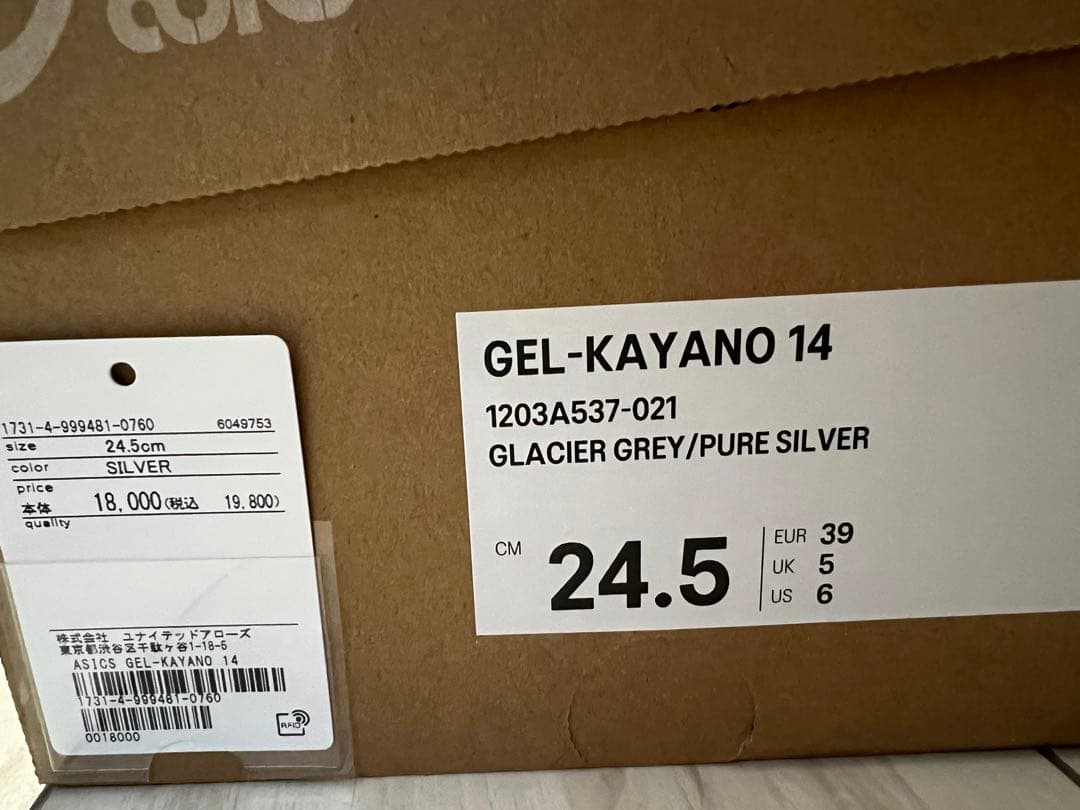 1731-4-999481-0760 6049753
size 24.5cm
color SILVER
price
本体 18,000(税込 19,800)
quality
株式会社 ユナイテッドアローズ
東京都渋谷区千駄ケ谷1-18-5
ASICS GEL-KAYANO 14
1731-4-999481-0760
0018000
RFID
GEL-KAYANO 14
1203A537-021
GLACIER GREY/PURE SILVER
CM 24.5
EUR 39
UK 5
US 6